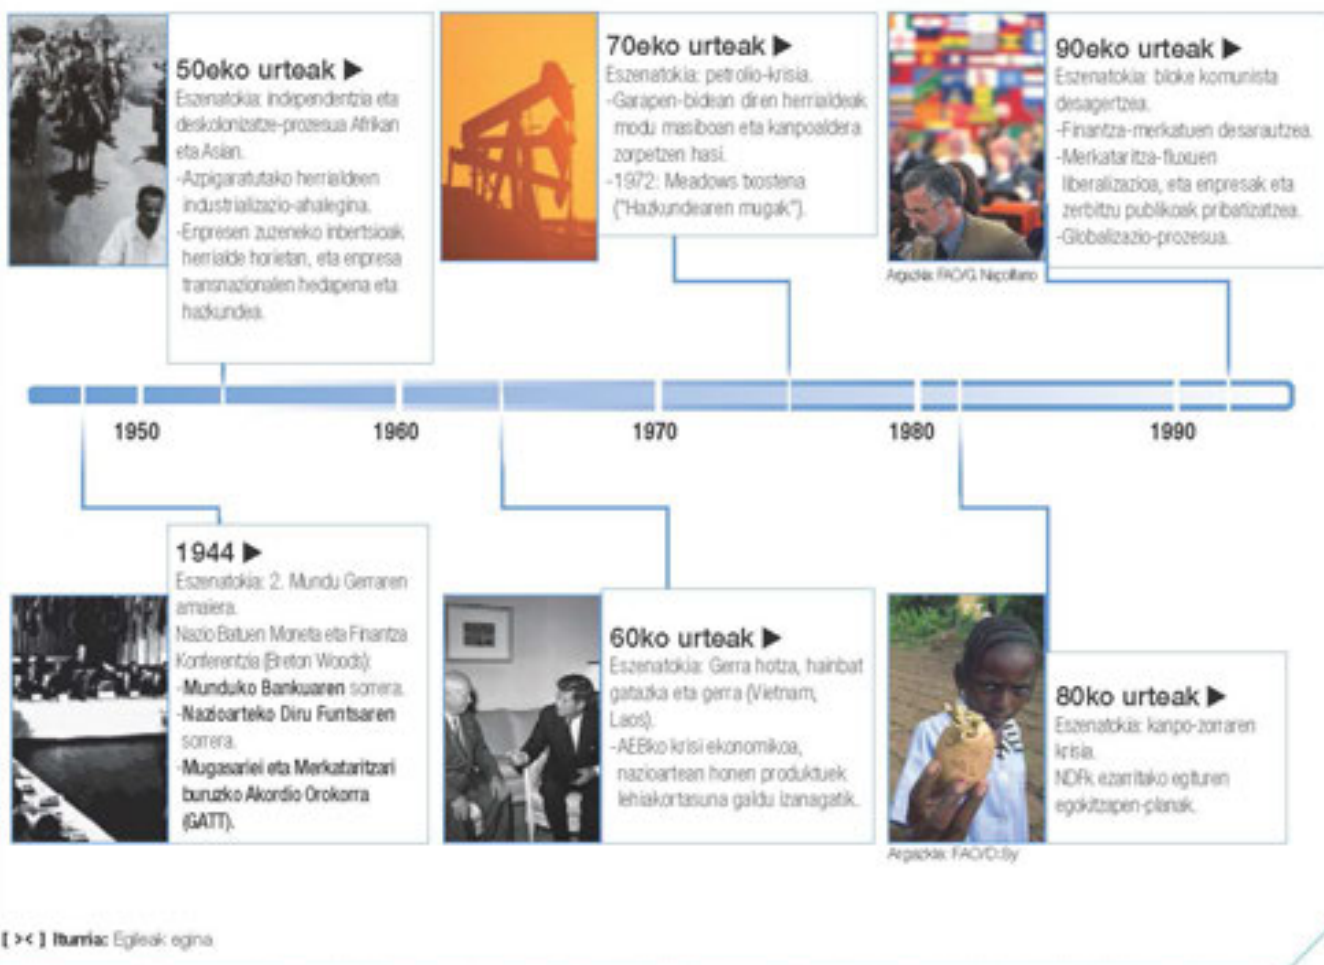 50eko urteak ▶
Eszenatokia: independentzia eta
deskolonizatze-prozesua Afrikan
eta Asian.
-Azpigaratutako herrialdeen
industrializazio-ahalegina.
-Enpresen zuzeneko inbertsioak
herrialde horietan, eta enpresa
transnazionalen hedapena eta
hazkundea.
70eko urteak ▶
Eszenatokia: petrolio-krisia.
-Garapen-bidean diren herrialdeak
modu masiboan eta kanpoaldera
zorpetzen hasi.
-1972: Meadows txostena
("Hazkundearen mugak").
90eko urteak ▶
Eszenatokia: bloke komunista
desagertzea.
-Finantza-merkatuen desarautzea.
-Merkataritza-fluxuen
liberalizazioa, eta enpresak eta
zerbitzu publikoak pribatizatzea.
-Globalizazio-prozesua.
Argazkia: FAO/G. Napolitano
1950
1960
1970
1980
1990
1944 ▶
Eszenatokia: 2. Mundu Gerraren
amaiera.
Nazio Batuen Moneta eta Finantza
Konferentzia (Breton Woods):
-Munduko Bankuaren sorrera.
-Nazioarteko Diru Funtsaren
sorrera.
-Mugasariei eta Merkataritzari
buruzko Akordio Orokorra
(GATT).
60ko urteak ▶
Eszenatokia: Gerra hotza, hainbat
gatazka eta gerra (Vietnam,
Laos).
-AEBko krisi ekonomikoa,
nazioartean honen produktuek
lehiakortasuna galdu izanagatik.
80ko urteak ▶
Eszenatokia: kanpo-zorraren
krisia.
NDFk ezarritako egituren
egokitzapen-planak.
Argazkia: FAO/D.Sy
[ >< ] Iturria: Egileak egina